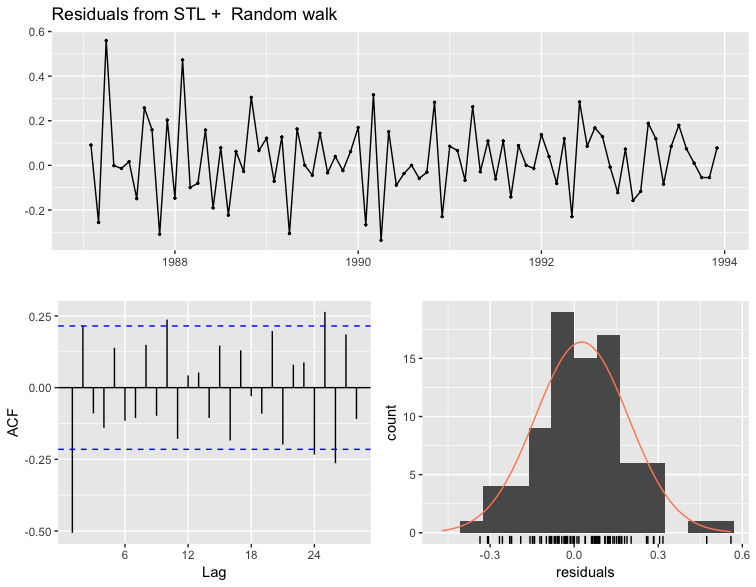 Residuals from STL +  Random walk
0.6
0.4
0.2
0.0
-0.2
1988 1990 1992 1994
ACF
0.25
0.00
-0.25
-0.50
6 12 18 24
Lag
count
15
10
5
0
-0.3 0.0 0.3 0.6
residuals